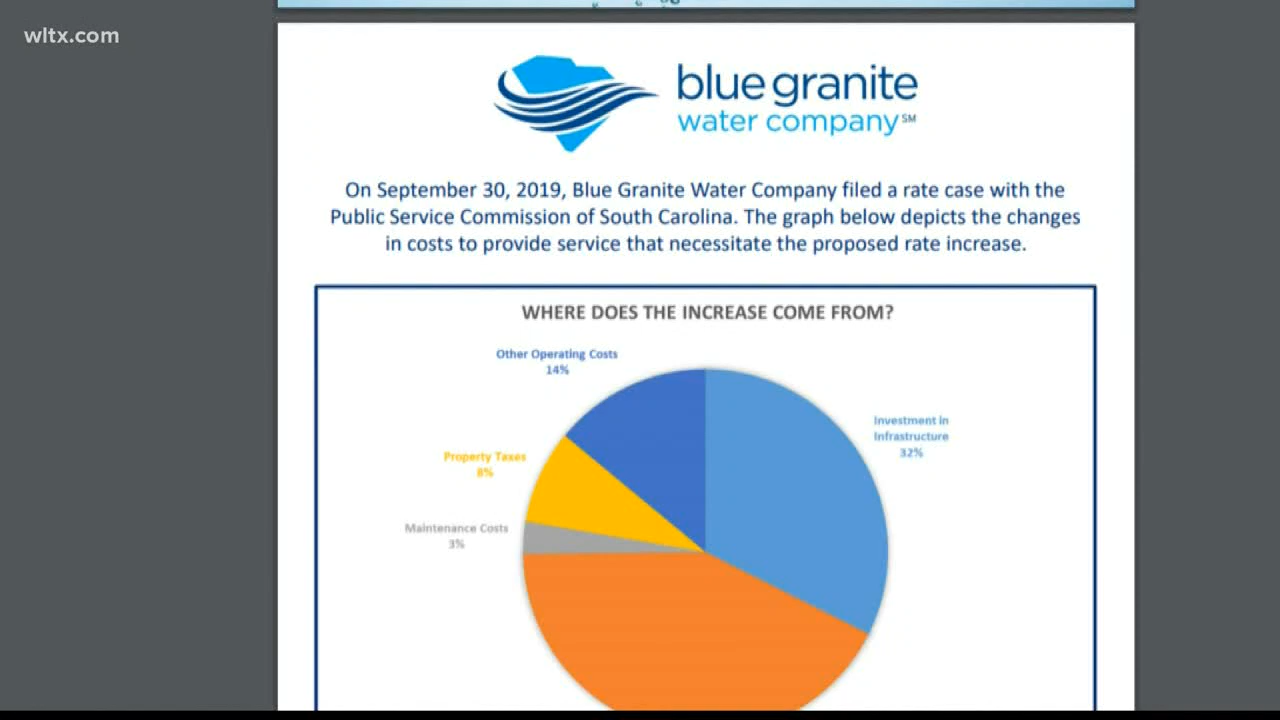 wltx.com
blue granite
water company℠
On September 30, 2019, Blue Granite Water Company filed a rate case with the
Public Service Commission of South Carolina. The graph below depicts the changes
in costs to provide service that necessitate the proposed rate increase.
WHERE DOES THE INCREASE COME FROM?
Other Operating Costs
14%
Investment in
Infrastructure
32%
Property Taxes
8%
Maintenance Costs
3%